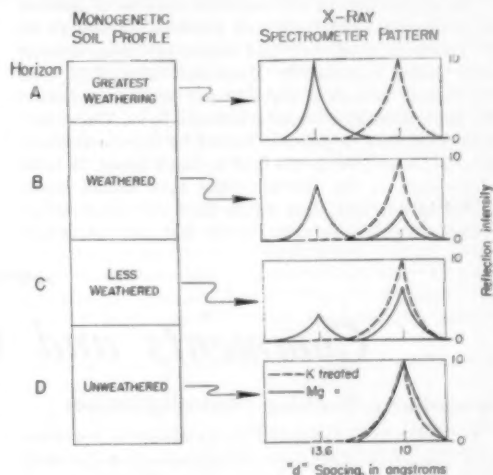 MONOGENETIC
SOIL PROFILE
X-RAY
SPECTROMETER PATTERN
Horizon
A
GREATEST
WEATHERING
10
0
B
WEATHERED
10
0
C
LESS
WEATHERED
10
0
D
UNWEATHERED
K treated
Mg "
10
0
Reflection intensity
13.6
10
"d" Spacing, in angstroms